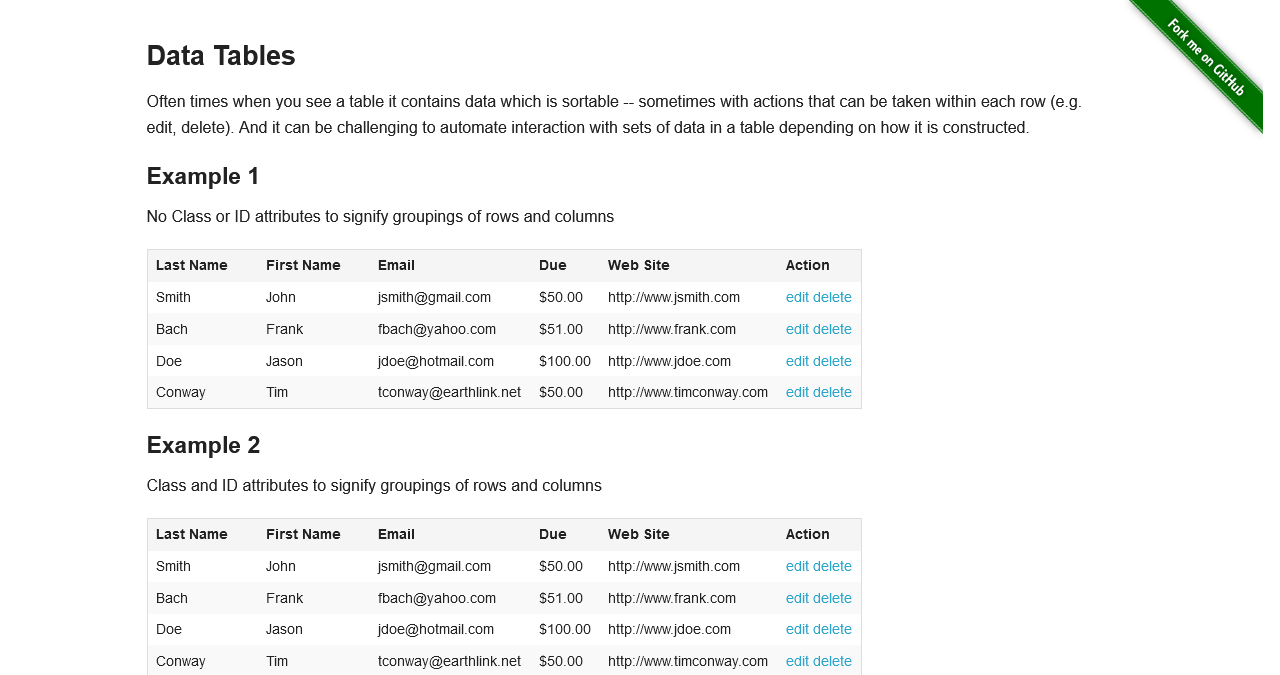 Fork me on GitHub
Data Tables
Often times when you see a table it contains data which is sortable -- sometimes with actions that can be taken within each row (e.g.
edit, delete). And it can be challenging to automate interaction with sets of data in a table depending on how it is constructed.
Example 1
No Class or ID attributes to signify groupings of rows and columns
Last Name First Name Email Due Web Site Action
Smith John jsmith@gmail.com $50.00 http://www.jsmith.com edit delete
Bach Frank fbach@yahoo.com $51.00 http://www.frank.com edit delete
Doe Jason jdoe@hotmail.com $100.00 http://www.jdoe.com edit delete
Conway Tim tconway@earthlink.net $50.00 http://www.timconway.com edit delete
Example 2
Class and ID attributes to signify groupings of rows and columns
Last Name First Name Email Due Web Site Action
Smith John jsmith@gmail.com $50.00 http://www.jsmith.com edit delete
Bach Frank fbach@yahoo.com $51.00 http://www.frank.com edit delete
Doe Jason jdoe@hotmail.com $100.00 http://www.jdoe.com edit delete
Conway Tim tconway@earthlink.net $50.00 http://www.timconway.com edit delete